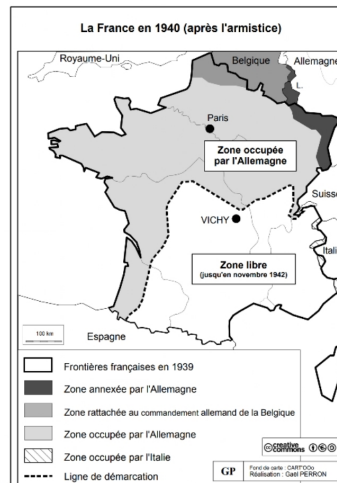 La France en 1940 (après l'armistice)
Royaume-Uni
Belgique
Allemagne
L.
Paris
Zone occupée
par l'Allemagne
Suisse
VICHY
Zone libre
(jusqu'en novembre 1942)
Itali
100 km
Espagne
Frontières françaises en 1939
Zone annexée par l'Allemagne
Zone rattachée au commandement allemand de la Belgique
Zone occupée par l'Allemagne
Zone occupée par l'Italie
Ligne de démarcation
creative
commons
GP
Fond de carte : CART'OGo
Réalisation : Gaël PERRON